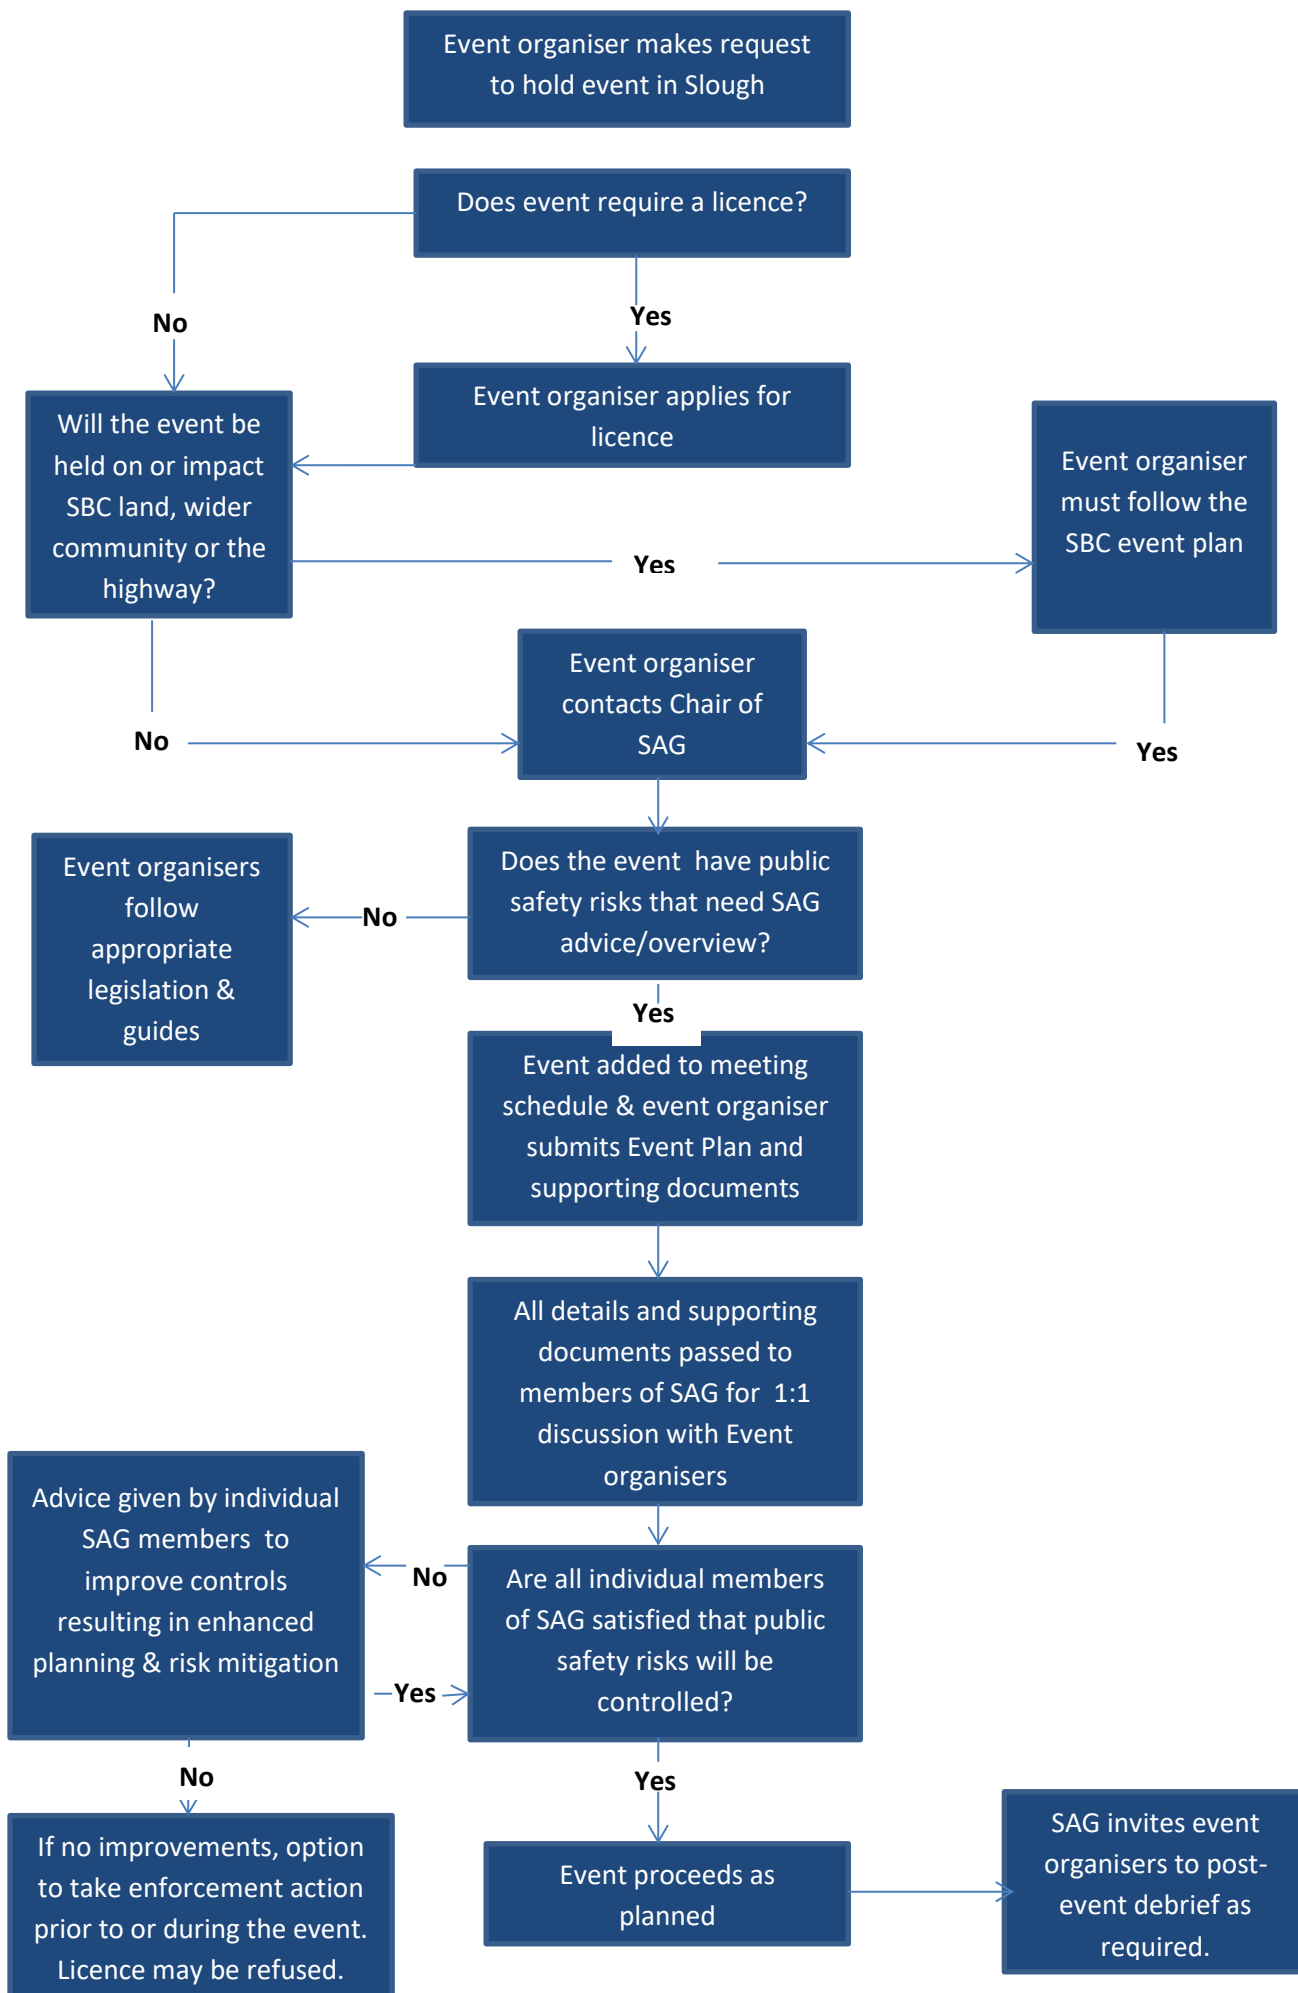 Event organiser makes request
to hold event in Slough
Does event require a licence?
No
Yes
Event organiser applies for
licence
Will the event be
held on or impact
SBC land, wider
community or the
highway?
Yes
Event organiser
must follow the
SBC event plan
No
Event organiser
contacts Chair of
SAG
Yes
Does the event  have public
safety risks that need SAG
advice/overview?
No
Event organisers
follow
appropriate
legislation &
guides
Yes
Event added to meeting
schedule & event organiser
submits Event Plan and
supporting documents
All details and supporting
documents passed to
members of SAG for  1:1
discussion with Event
organisers
Are all individual members
of SAG satisfied that public
safety risks will be
controlled?
No
Advice given by individual
SAG members  to
improve controls
resulting in enhanced
planning & risk mitigation
Yes
No
If no improvements, option
to take enforcement action
prior to or during the event.
Licence may be refused.
Yes
Event proceeds as
planned
SAG invites event
organisers to post-
event debrief as
required.